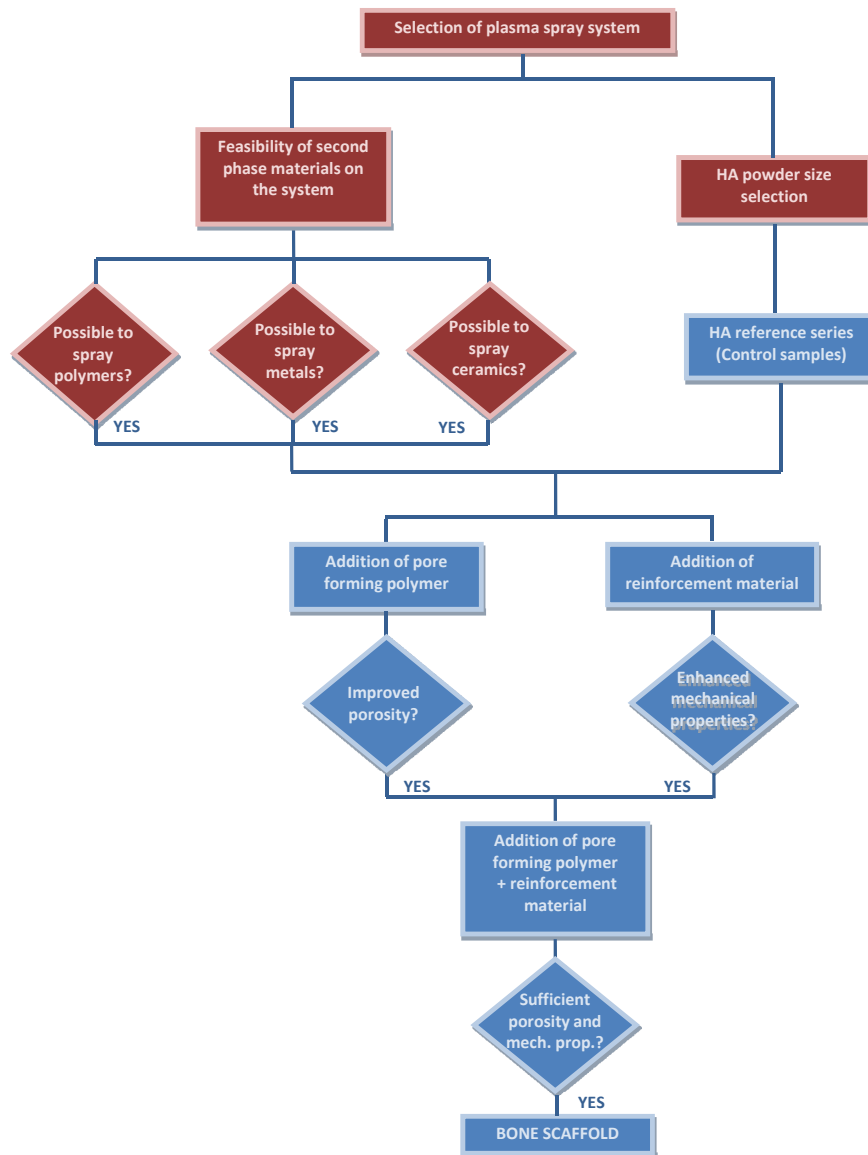 Selection of plasma spray system
Feasibility of second
phase materials on
the system
HA powder size
selection
Possible to
spray
polymers?
Possible to
spray
metals?
Possible to
spray
ceramics?
HA reference series
(Control samples)
YES
YES
YES
Addition of pore
forming polymer
Addition of
reinforcement material
Improved
porosity?
Enhanced
mechanical
properties?
YES
YES
Addition of pore
forming polymer
+ reinforcement
material
Sufficient
porosity and
mech. prop.?
YES
BONE SCAFFOLD